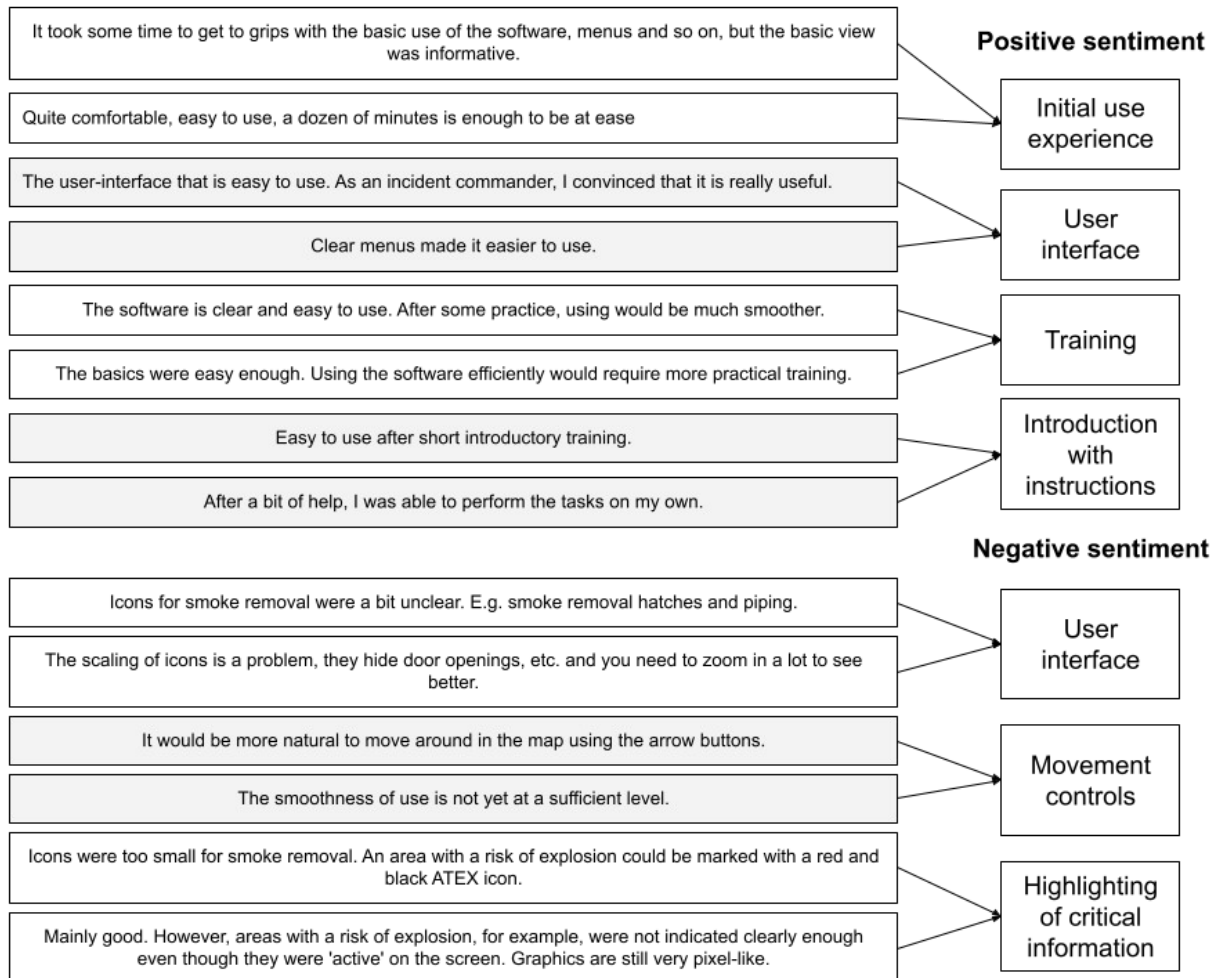 It took some time to get to grips with the basic use of the software, menus and so on, but the basic view
was informative.
Positive sentiment
Initial use
experience
Quite comfortable, easy to use, a dozen of minutes is enough to be at ease
The user-interface that is easy to use. As an incident commander, I convinced that it is really useful.
User
interface
Clear menus made it easier to use.
The software is clear and easy to use. After some practice, using would be much smoother.
Training
The basics were easy enough. Using the software efficiently would require more practical training.
Easy to use after short introductory training.
Introduction
with
instructions
After a bit of help, I was able to perform the tasks on my own.
Negative sentiment
Icons for smoke removal were a bit unclear. E.g. smoke removal hatches and piping.
User
interface
The scaling of icons is a problem, they hide door openings, etc. and you need to zoom in a lot to see
better.
It would be more natural to move around in the map using the arrow buttons.
Movement
controls
The smoothness of use is not yet at a sufficient level.
Icons were too small for smoke removal. An area with a risk of explosion could be marked with a red and
black ATEX icon.
Highlighting
of critical
information
Mainly good. However, areas with a risk of explosion, for example, were not indicated clearly enough
even though they were 'active' on the screen. Graphics are still very pixel-like.